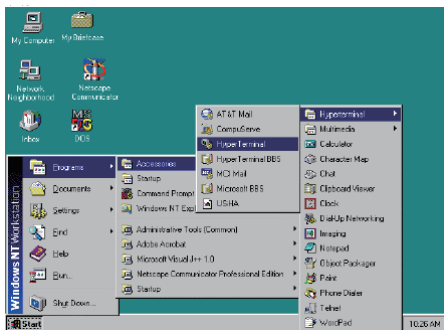 My Computer
My Briefcase
Network Neighborhood
Netscape Communicator
Inbox
MS
DOS
AT&T Mail
CompuServe
HyperTerminal
HyperTerminal BBS
MCI Mail
Microsoft BBS
Hyperterminal
Multimedia
Calculator
Character Map
Chat
Clipboard Viewer
Clock
Dial-Up Networking
Imaging
Notepad
Object Packager
Paint
Phone Dialer
Telnet
WordPad
Accessories
Startup
Command Prompt
Windows NT Expl
Administrative Tools (Common)
Adobe Acrobat
Microsoft Visual J++ 1.0
Netscape Communicator Professional Edition
Startup
Programs
Documents
Settings
Find
Help
Run...
Shut Down...
Windows NT Workstation
Start
10:26 AM